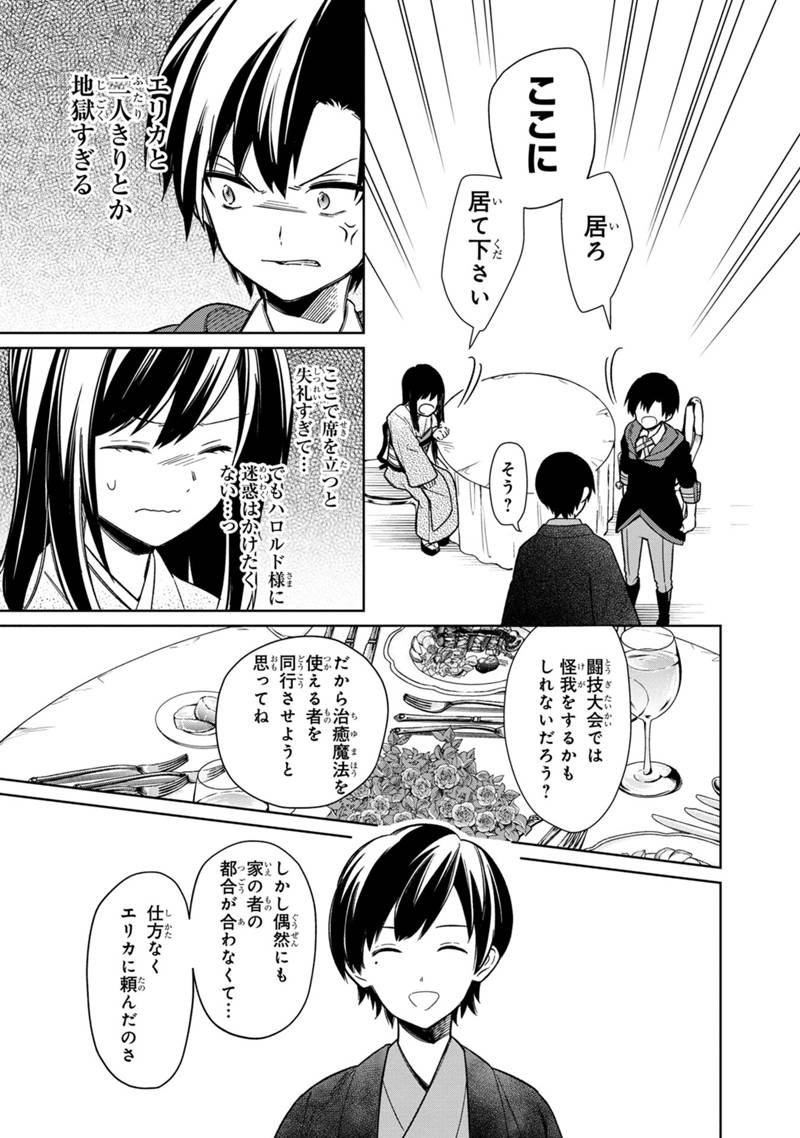 ここに
居ろ
居て下さい
そう？
エリカと
二人きりとか
地獄すぎる
ここで席を立つと
失礼すぎて…
でもハロルド様に
迷惑はかけたく
ない…っ
闘技大会では
怪我をするかも
しれないだろう？
だから治癒魔法を
使える者を
同行させようと
思ってね
しかし偶然にも
家の者の
都合が合わなくて…
仕方なく
エリカに頼んだのさ